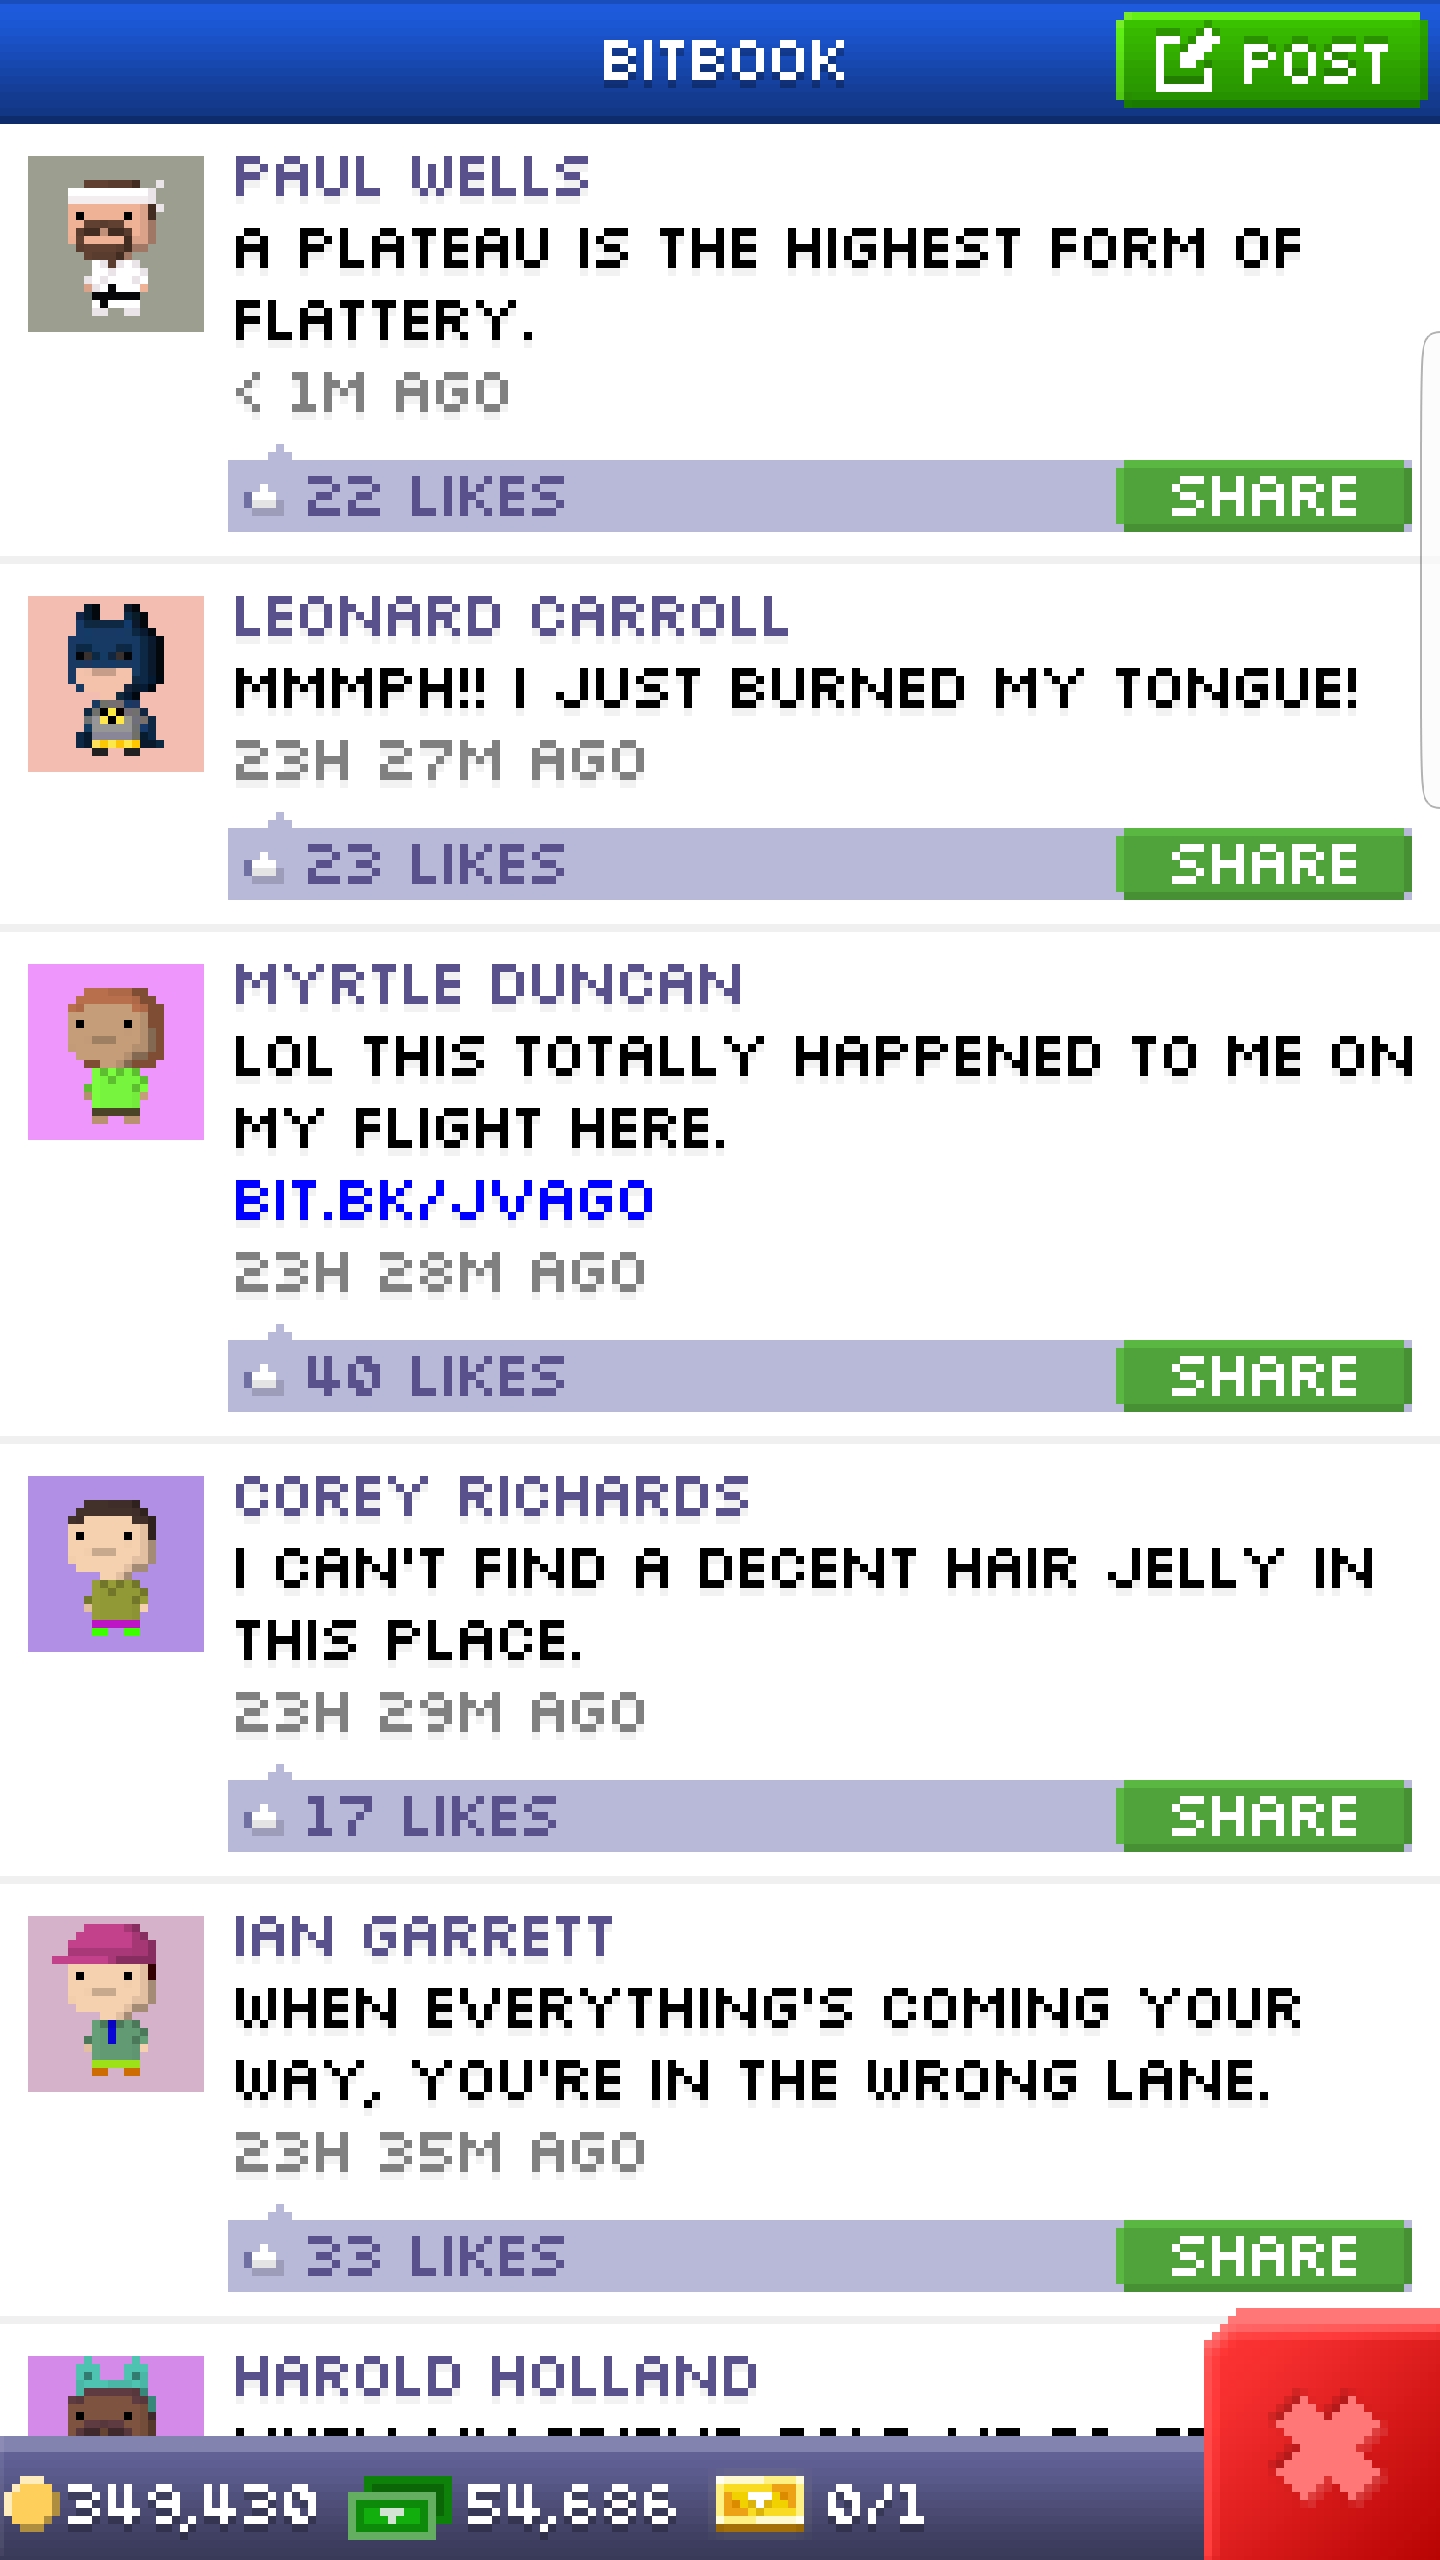 BITBOOK
POST
PAUL WELLS
A PLATEAU IS THE HIGHEST FORM OF
FLATTERY.
< 1M AGO
22 LIKES
SHARE
LEONARD CARROLL
MMMPH!! I JUST BURNED MY TONGUE!
23H 27M AGO
23 LIKES
SHARE
MYRTLE DUNCAN
LOL THIS TOTALLY HAPPENED TO ME ON
MY FLIGHT HERE.
BIT.BK/JVAGO
23H 28M AGO
40 LIKES
SHARE
COREY RICHARDS
I CAN'T FIND A DECENT HAIR JELLY IN
THIS PLACE.
23H 29M AGO
17 LIKES
SHARE
IAN GARRETT
WHEN EVERYTHING'S COMING YOUR
WAY, YOU'RE IN THE WRONG LANE.
23H 35M AGO
33 LIKES
SHARE
HAROLD HOLLAND
349,430
54,686
0/1